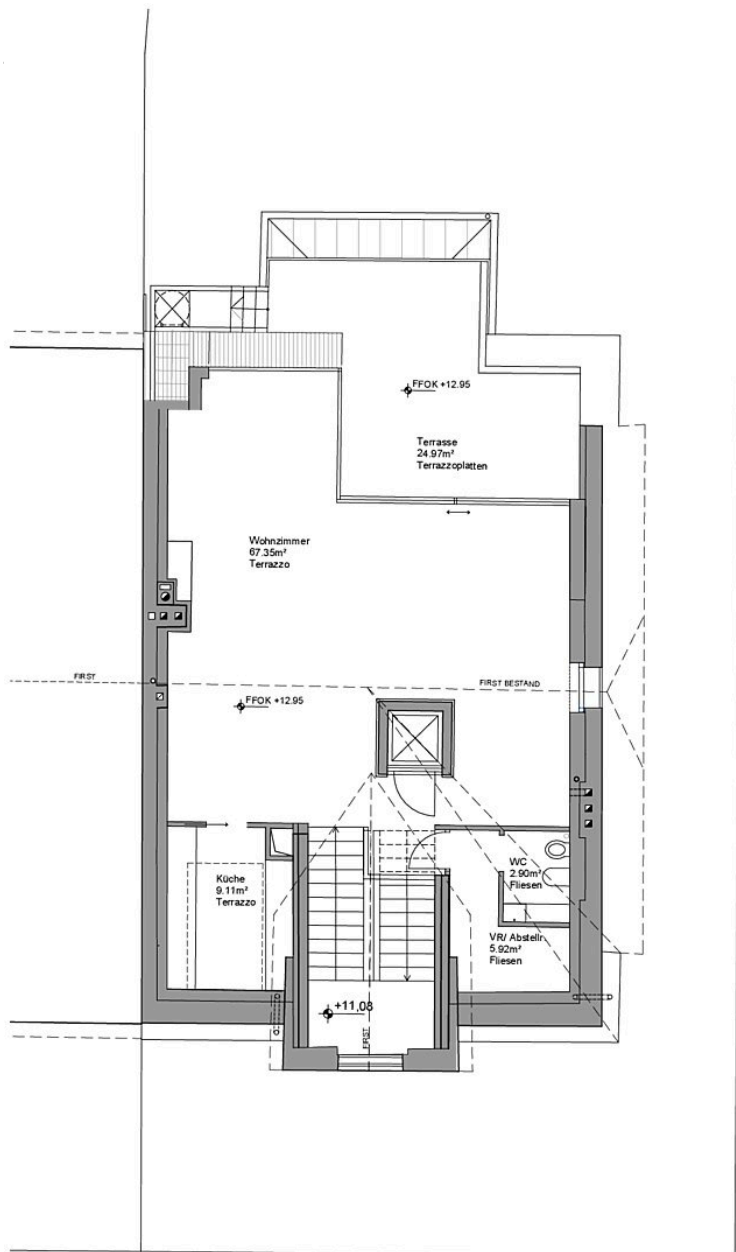 FFOK +12.95
Terrasse
24.97m²
Terrazzoplatten
Wohnzimmer
67.35m²
Terrazzo
FIRST
FIRST BESTAND
FFOK +12.95
WC
2.90m²
Fliesen
Küche
9.11m²
Terrazzo
VR/ Abstellr.
5.92m²
Fliesen
+11,08
FIRST